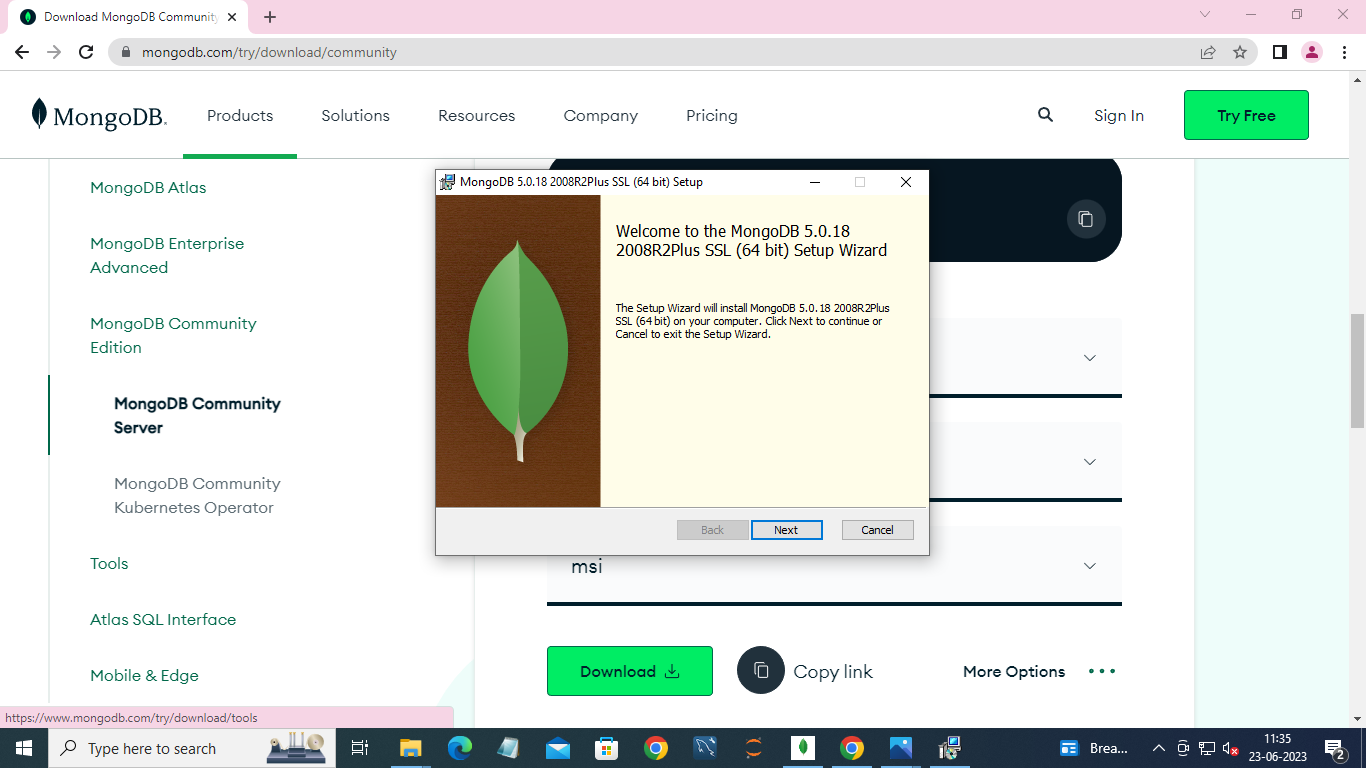 Download MongoDB Community
mongodb.com/try/download/community
MongoDB.
Products
Solutions
Resources
Company
Pricing
Sign In
Try Free
MongoDB Atlas
MongoDB Enterprise
Advanced
MongoDB Community
Edition
MongoDB Community
Server
MongoDB Community
Kubernetes Operator
Tools
Atlas SQL Interface
Mobile & Edge
MongoDB 5.0.18 2008R2Plus SSL (64 bit) Setup
Welcome to the MongoDB 5.0.18
2008R2Plus SSL (64 bit) Setup Wizard
The Setup Wizard will install MongoDB 5.0.18 2008R2Plus
SSL (64 bit) on your computer. Click Next to continue or
Cancel to exit the Setup Wizard.
Back
Next
Cancel
msi
Download
Copy link
More Options
https://www.mongodb.com/try/download/tools
Type here to search
Brea...
11:35
23-06-2023
2